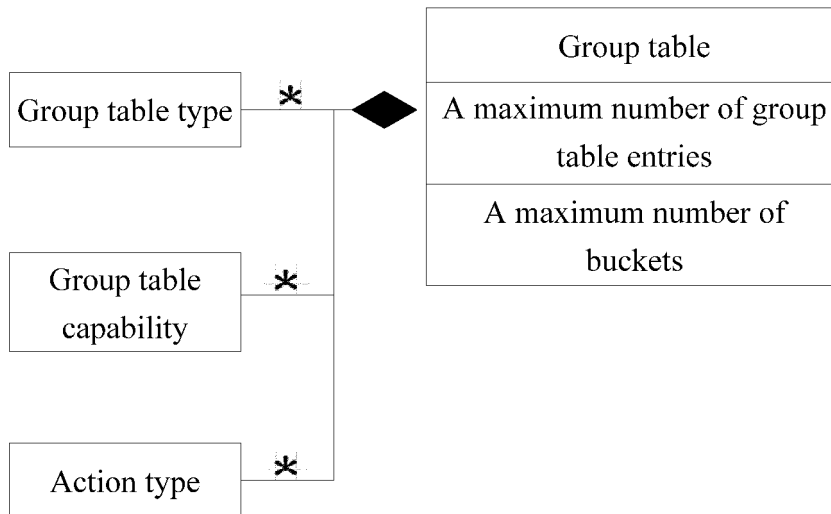 Group table
Group table type
*
A maximum number of group
table entries
A maximum number of
buckets
Group table
capability
*
Action type
*